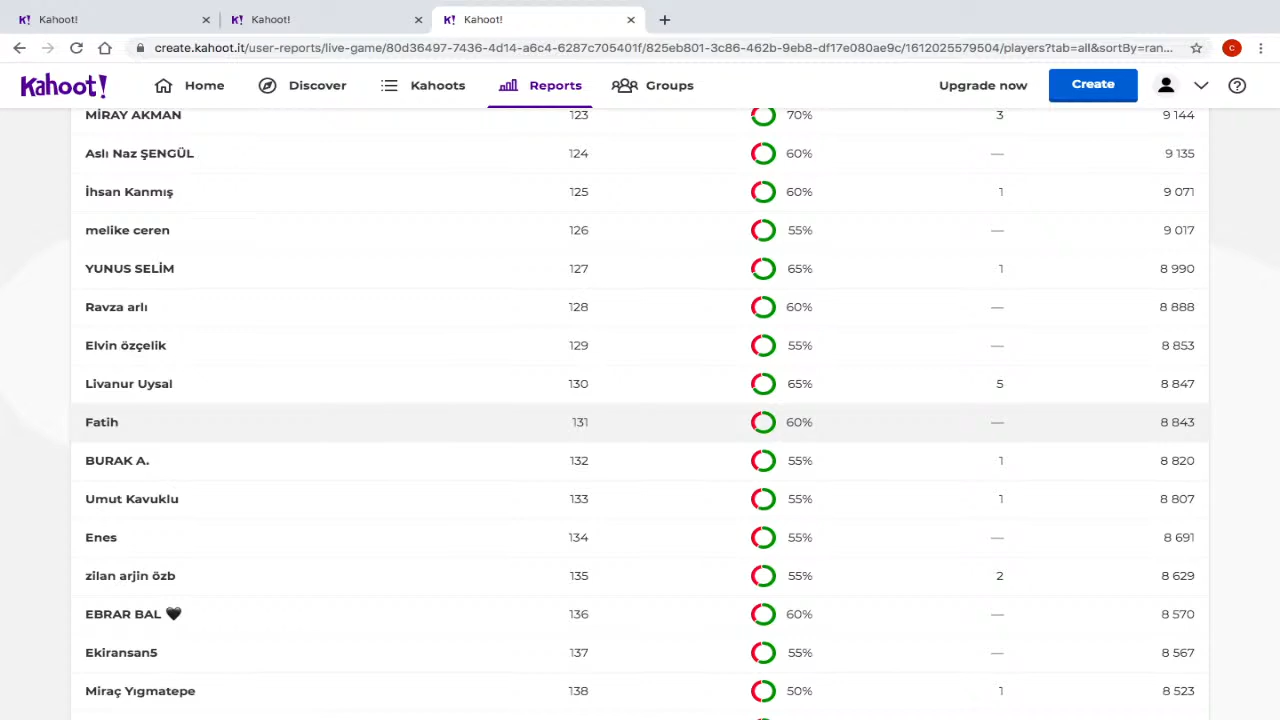 Kahoot! Kahoot! Kahoot!
create.kahoot.it/user-reports/live-game/80d36497-7436-4d14-a6c4-6287c705401f/825eb801-3c86-462b-9eb8-df17e080ae9c/1612025579504/players?tab=all&sortBy=ran... C
Kahoot! Home Discover Kahoots Reports Groups Upgrade now Create
MİRAY AKMAN 123 70% 3 9 144
Aslı Naz ŞENGÜL 124 60% — 9 135
İhsan Kanmış 125 60% 1 9 071
melike ceren 126 55% — 9 017
YUNUS SELİM 127 65% 1 8 990
Ravza arlı 128 60% — 8 888
Elvin özçelik 129 55% — 8 853
Livanur Uysal 130 65% 5 8 847
Fatih 131 60% — 8 843
BURAK A. 132 55% 1 8 820
Umut Kavuklu 133 55% 1 8 807
Enes 134 55% — 8 691
zilan arjin özb 135 55% 2 8 629
EBRAR BAL 🖤 136 60% — 8 570
Ekiransan5 137 55% — 8 567
Miraç Yıgmatepe 138 50% 1 8 523